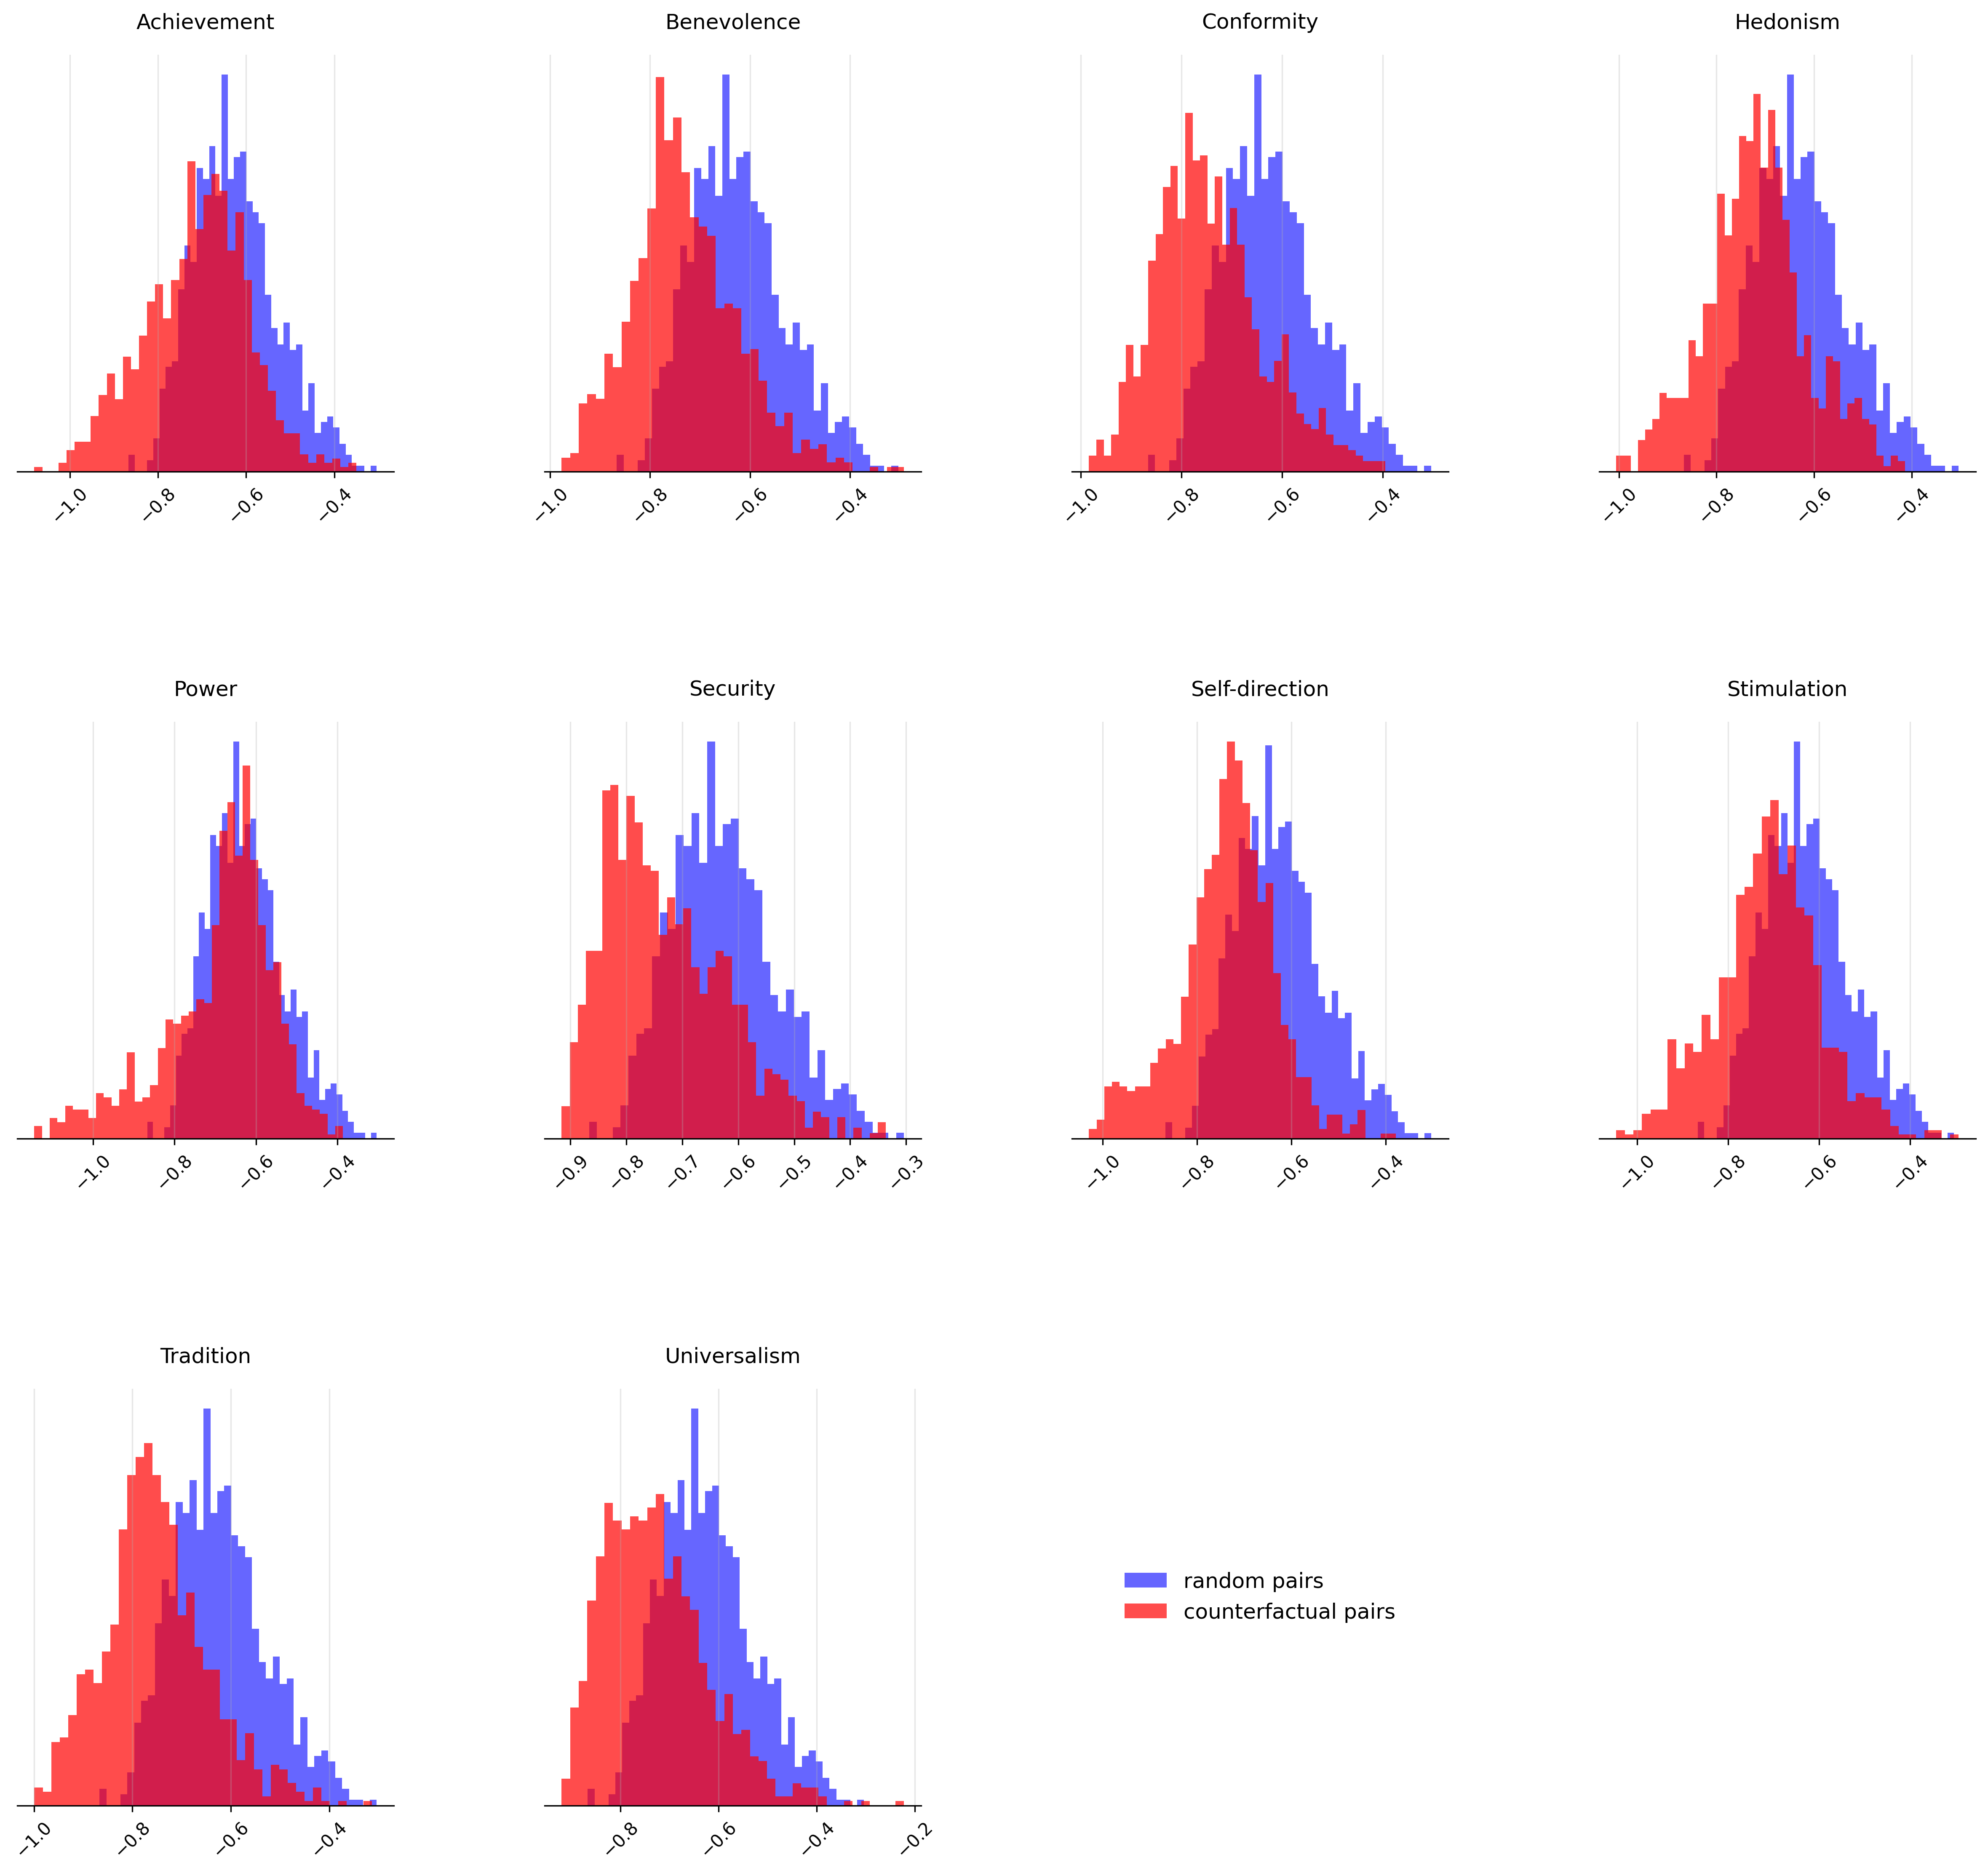 Achievement
Benevolence
Conformity
Hedonism
−1.0 −0.8 −0.6 −0.4
−1.0 −0.8 −0.6 −0.4
−1.0 −0.8 −0.6 −0.4
−1.0 −0.8 −0.6 −0.4
Power
Security
Self-direction
Stimulation
−1.0 −0.8 −0.6 −0.4
−0.9 −0.8 −0.7 −0.6 −0.5 −0.4 −0.3
−1.0 −0.8 −0.6 −0.4
−1.0 −0.8 −0.6 −0.4
Tradition
Universalism
random pairs
counterfactual pairs
−1.0 −0.8 −0.6 −0.4
−0.8 −0.6 −0.4 −0.2